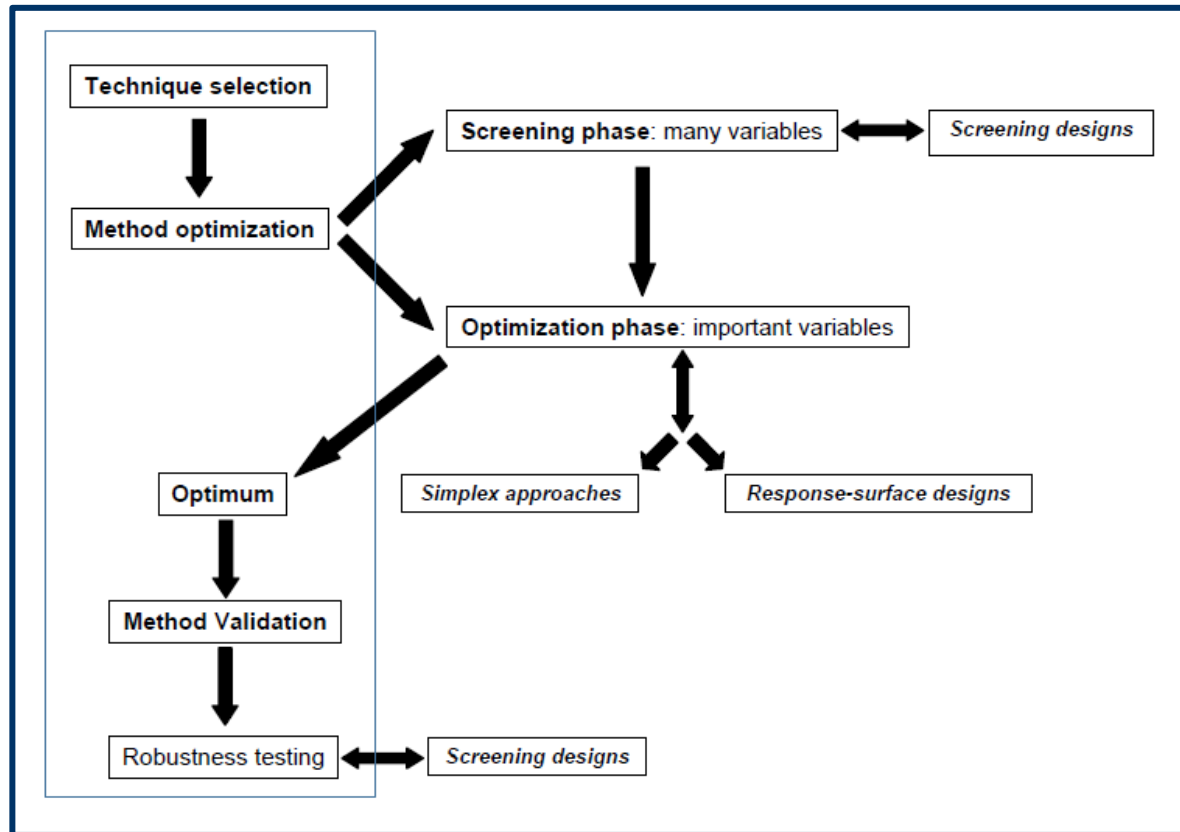 Technique selection
Screening phase: many variables
Screening designs
Method optimization
Optimization phase: important variables
Optimum
Simplex approaches
Response-surface designs
Method Validation
Robustness testing
Screening designs